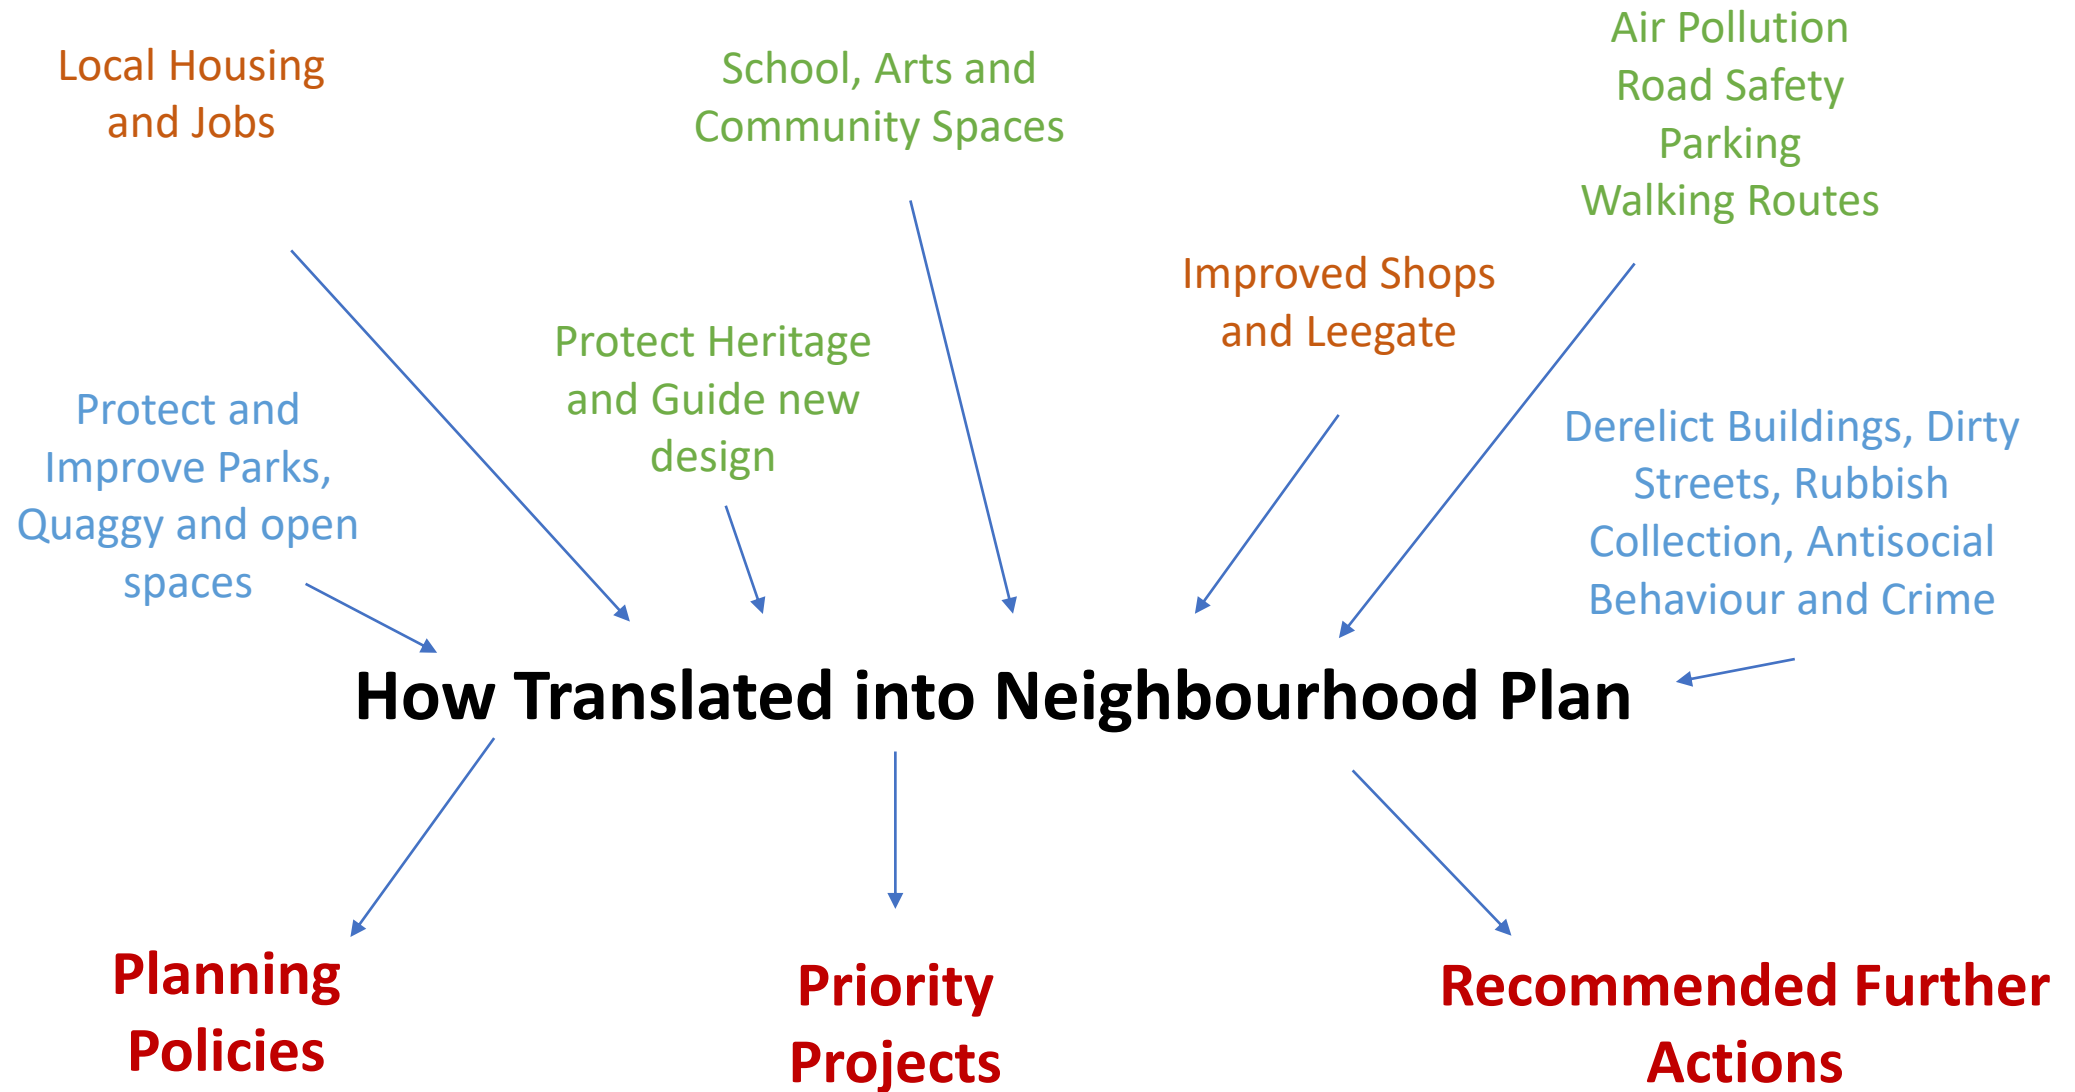 Local Housing
and Jobs
School, Arts and
Community Spaces
Air Pollution
Road Safety
Parking
Walking Routes
Improved Shops
and Leegate
Protect Heritage
and Guide new
design
Protect and
Improve Parks,
Quaggy and open
spaces
Derelict Buildings, Dirty
Streets, Rubbish
Collection, Antisocial
Behaviour and Crime
How Translated into Neighbourhood Plan
Planning
Policies
Priority
Projects
Recommended Further
Actions